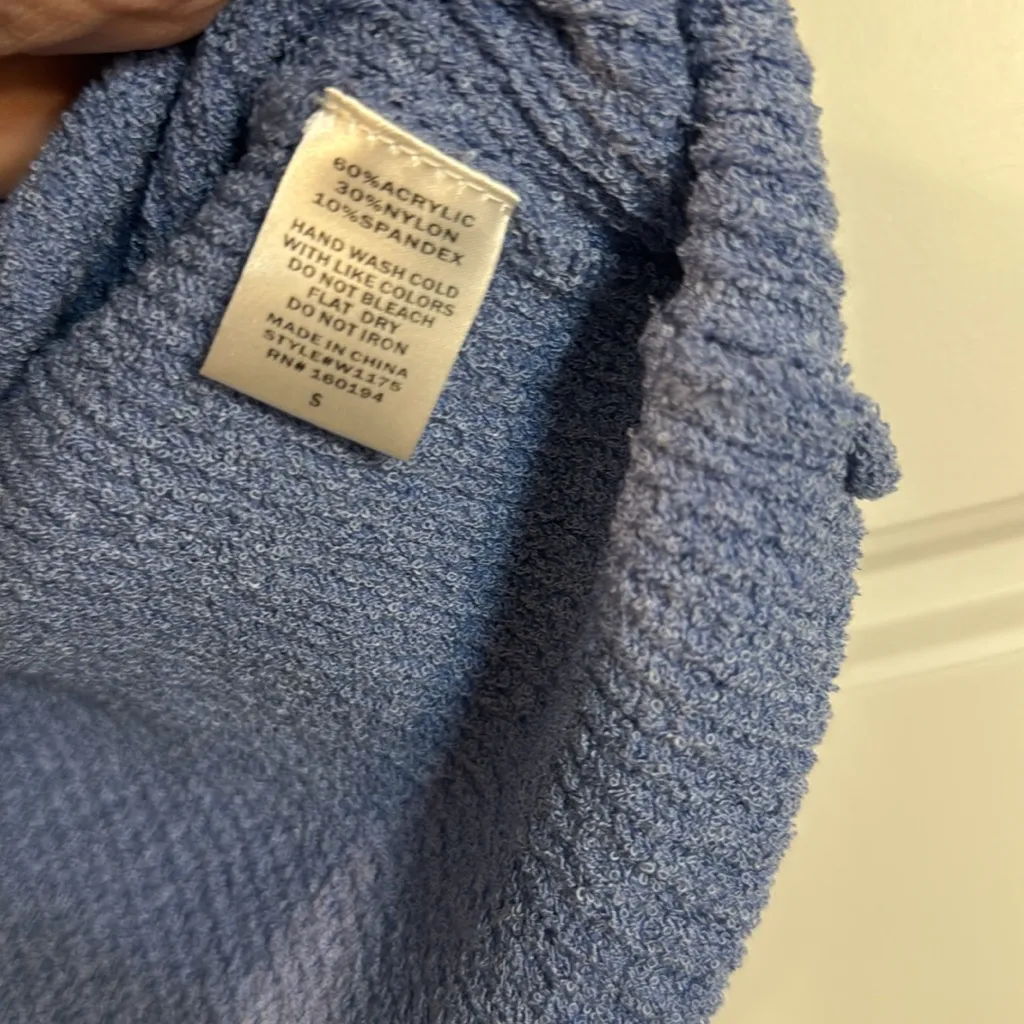 60%ACRYLIC
30%NYLON
10%SPANDEX
HAND WASH COLD
WITH LIKE COLORS
DO NOT BLEACH
FLAT DRY
DO NOT IRON
MADE IN CHINA
STYLE#W1175
RN# 160194
S